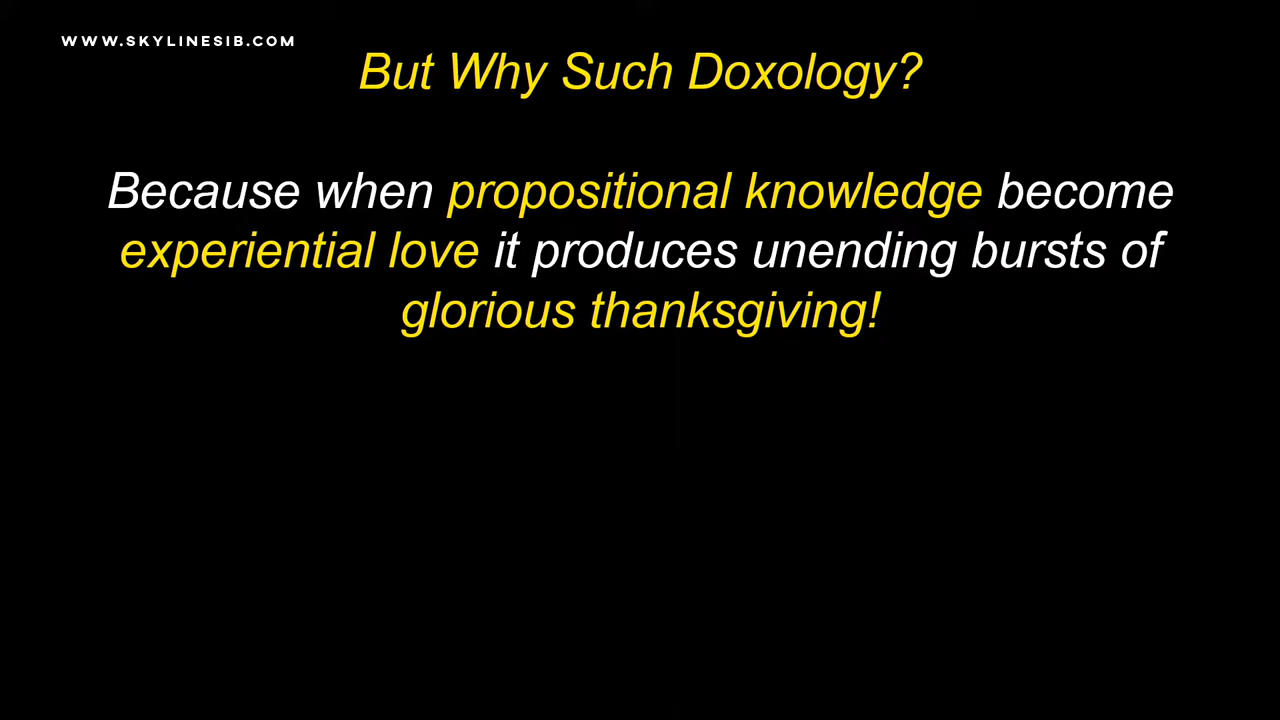 WWW.SKYLINESIB.COM
But Why Such Doxology?
Because when propositional knowledge become
experiential love it produces unending bursts of
glorious thanksgiving!